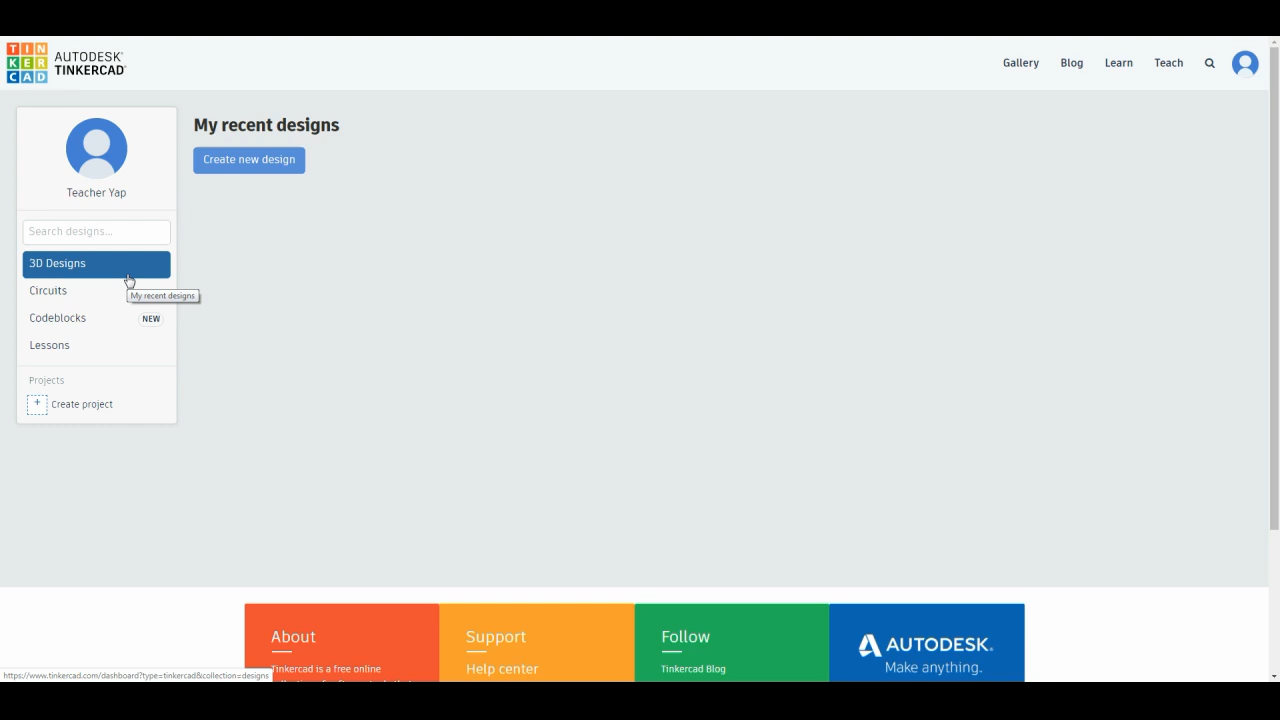 TIN
KER
CAD
AUTODESK®
TINKERCAD®
Gallery
Blog
Learn
Teach
Teacher Yap
Search designs...
3D Designs
Circuits
Codeblocks
NEW
Lessons
Projects
+ Create project
My recent designs
Create new design
My recent designs
About
Tinkercad is a free online
Support
Help center
Follow
Tinkercad Blog
AUTODESK®
Make anything.
https://www.tinkercad.com/dashboard?type=tinkercad&collection=designs